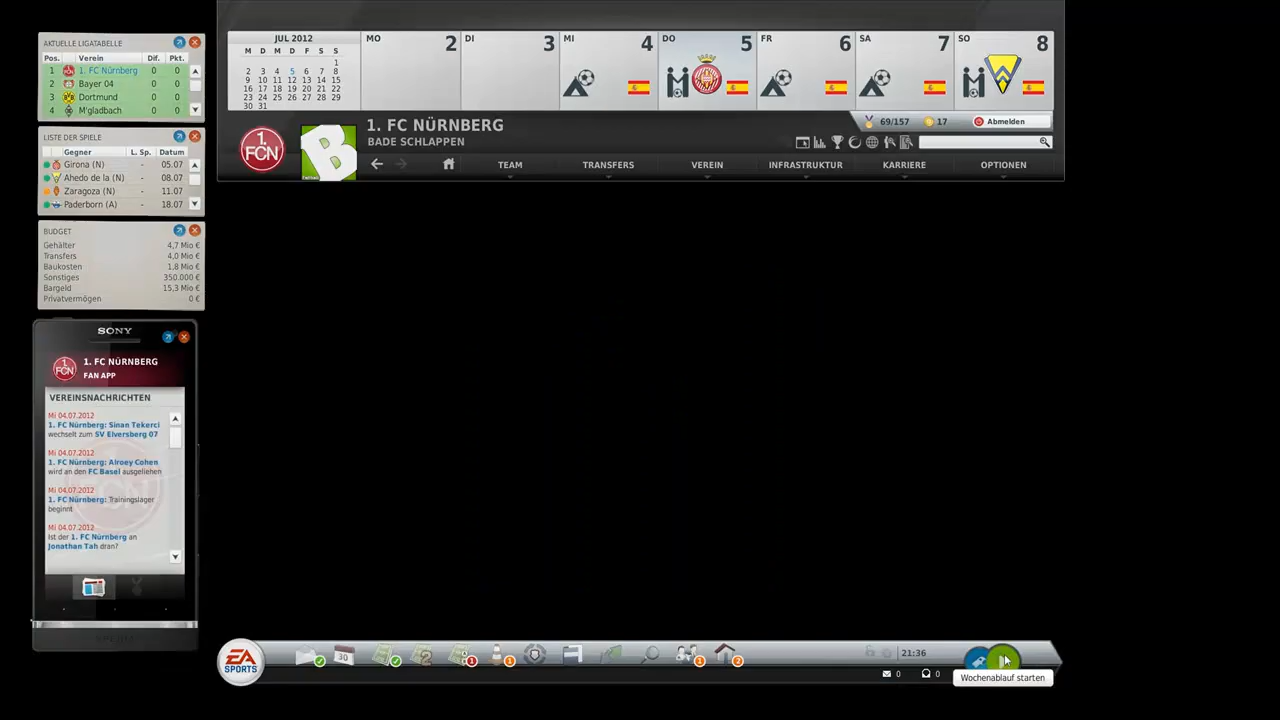 AKTUELLE LIGATABELLE
Pos. Verein Dif. Pkt.
1 1. FC Nürnberg 0 0
2 Bayer 04 0 0
3 Dortmund 0 0
4 M'gladbach 0 0
LISTE DER SPIELE
Gegner L. Sp. Datum
Girona (N) - 05.07
Ahedo de la (N) - 08.07
Zaragoza (N) - 11.07
Paderborn (A) - 18.07
BUDGET
Gehälter 4,7 Mio €
Transfers 4,0 Mio €
Baukosten 1,8 Mio €
Sonstiges 350.000 €
Bargeld 15,3 Mio €
Privatvermögen 0 €
SONY
1. FC NÜRNBERG
FAN APP
VEREINSNACHRICHTEN
Mi 04.07.2012
1. FC Nürnberg: Sinan Tekerci
wechselt zum SV Elversberg 07
Mi 04.07.2012
1. FC Nürnberg: Alroey Cohen
wird an den FC Basel ausgeliehen
Mi 04.07.2012
1. FC Nürnberg: Trainingslager
beginnt
Mi 04.07.2012
Ist der 1. FC Nürnberg an
Jonathan Tah dran?
JUL 2012
M D M D F S S
1
2 3 4 5 6 7 8
9 10 11 12 13 14 15
16 17 18 19 20 21 22
23 24 25 26 27 28 29
30 31
MO 2 DI 3 MI 4 DO 5 FR 6 SA 7 SO 8
69/157 17 Abmelden
1. FCN
B
1. FC NÜRNBERG
BADE SCHLAPPEN
TEAM TRANSFERS VEREIN INFRASTRUKTUR KARRIERE OPTIONEN
EA SPORTS
30 2 1 1 1 2
21:36
0 0
Wochenablauf starten